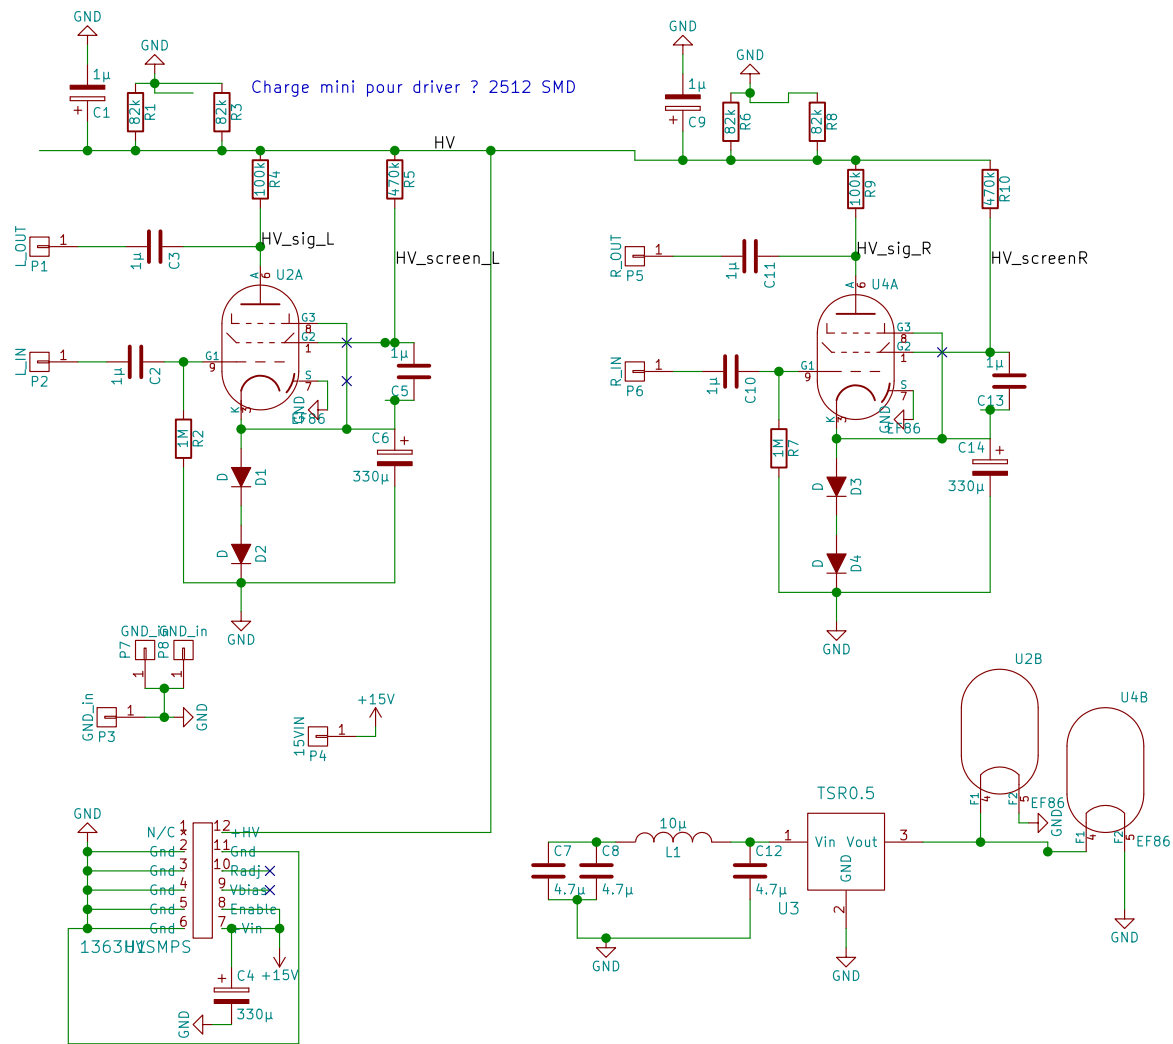 GND
GND
1µ
C1
82k
R1
82k
R3
Charge mini pour driver ? 2512 SMD
GND
GND
1µ
C9
82k
R6
82k
R8
HV
100k
R4
470k
R5
100k
R9
470k
R10
L_OUT
1
P1
1µ
C3
HV_sig_L
HV_screen_L
R_OUT
1
P5
1µ
C11
HV_sig_R
HV_screenR
A
6
U2A
G3
8
G2
1
G1
9
S
7
K
3
GND
EF86
L_IN
1
P2
1µ
C2
1µ
C5
1M
R2
C6
330µ
D
D1
D
D2
GND
A
6
U4A
G3
8
G2
1
G1
9
S
7
K
3
GND
EF86
R_IN
1
P6
1µ
C10
1µ
C13
1M
R7
C14
330µ
D
D3
D
D4
GND
GND_in
GND_in
P7
P8
1
1
GND_in
1
P3
GND
+15V
15VIN
1
P4
U2B
F1
4
F2
5
EF86
GND
U4B
F1
4
F2
5
EF86
GND
GND
N/C
1
12
+HV
Gnd
2
11
Gnd
Gnd
3
10
Radj
Gnd
4
9
Vbias
Gnd
5
8
Enable
Gnd
6
7
+Vin
HVSMPS
+15V
C4
330µ
GND
C7
4.7µ
C8
4.7µ
10µ
L1
C12
4.7µ
GND
TSR0.5
1
Vin
Vout
3
GND
2
U3
GND